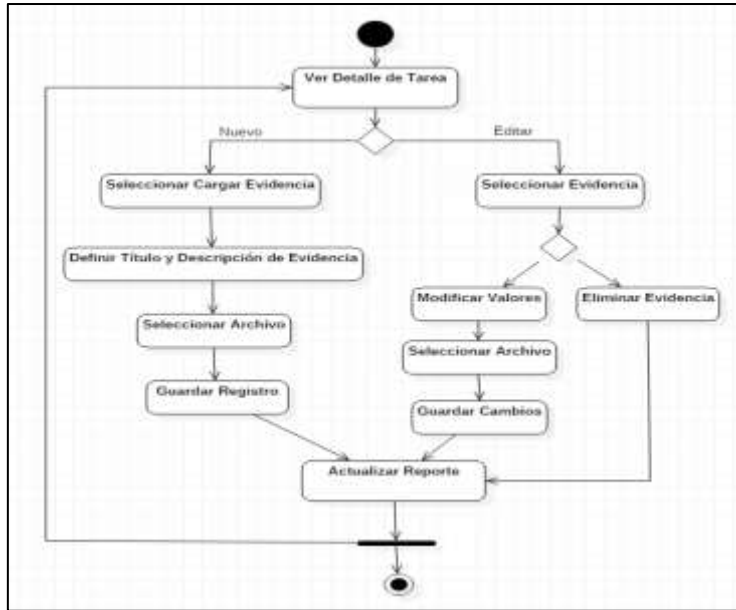 Ver Detalle de Tarea
Nuevo
Editar
Seleccionar Cargar Evidencia
Seleccionar Evidencia
Definir Título y Descripción de Evidencia
Modificar Valores
Eliminar Evidencia
Seleccionar Archivo
Seleccionar Archivo
Guardar Registro
Guardar Cambios
Actualizar Reporte